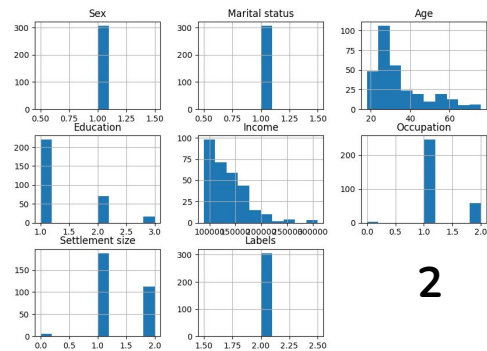 Sex Marital status Age
300 300 100
200 200 75
50
100 100 25
0 0 0
0.50 0.75 1.00 1.25 1.50 0.50 0.75 1.00 1.25 1.50 20 40 60
Education Income Occupation
200 100
75 200
150
100 50
100
50 25
0 0 0
1.0 1.5 2.0 2.5 3.0 100000 150000 200000 250000 300000 0.0 0.5 1.0 1.5 2.0
Settlement size Labels
300
150
200
100
50 100
0 0
0.0 0.5 1.0 1.5 2.0 1.50 1.75 2.00 2.25 2.50
2